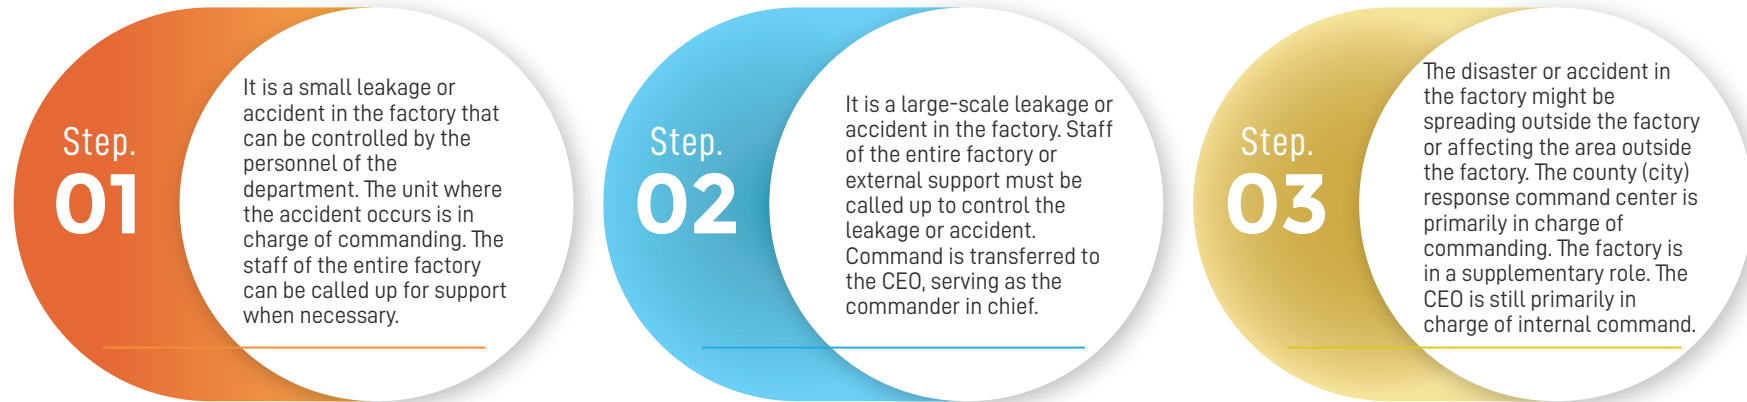 Step.
01
It is a small leakage or
accident in the factory that
can be controlled by the
personnel of the
department. The unit where
the accident occurs is in
charge of commanding. The
staff of the entire factory
can be called up for support
when necessary.
Step.
02
It is a large-scale leakage or
accident in the factory. Staff
of the entire factory or
external support must be
called up to control the
leakage or accident.
Command is transferred to
the CEO, serving as the
commander in chief.
Step.
03
The disaster or accident in
the factory might be
spreading outside the factory
or affecting the area outside
the factory. The county (city)
response command center is
primarily in charge of
commanding. The factory is
in a supplementary role. The
CEO is still primarily in
charge of internal command.